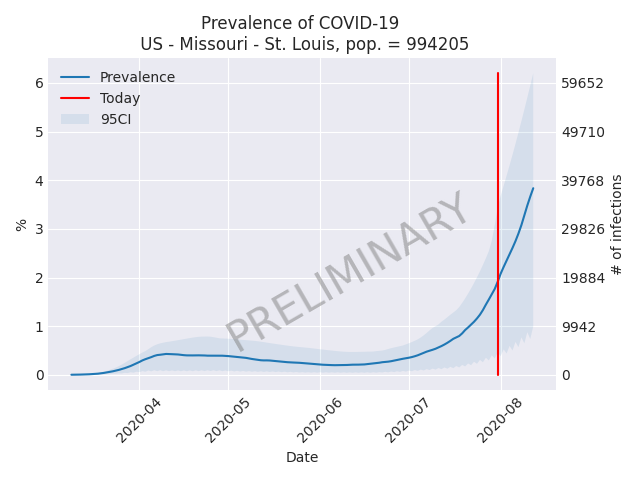 Prevalence of COVID-19
US - Missouri - St. Louis, pop. = 994205
Prevalence
Today
95CI
6
5
4
3
2
1
0
%
59652
49710
39768
29826
19884
9942
0
# of infections
PRELIMINARY
2020-04
2020-05
2020-06
2020-07
2020-08
Date